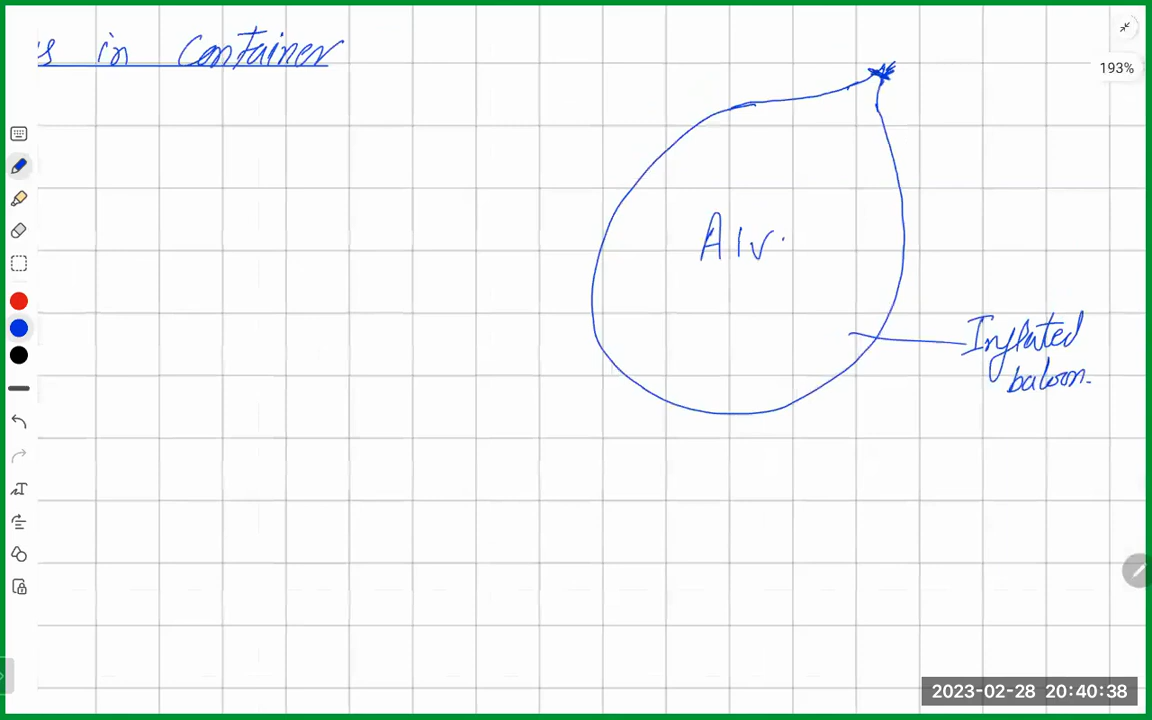 s in Container
193%
Air.
Inflated
baloon.
2023-02-28 20:40:38